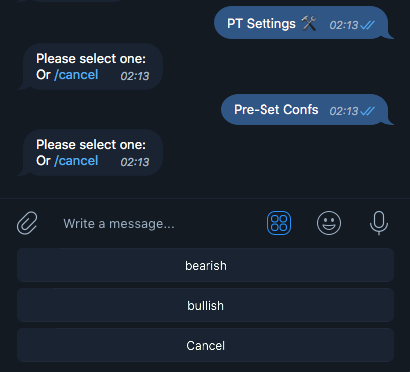 PT Settings 🛠 02:13
Please select one:
Or /cancel 02:13
Pre-Set Confs 02:13
Please select one:
Or /cancel 02:13
Write a message...
bearish
bullish
Cancel